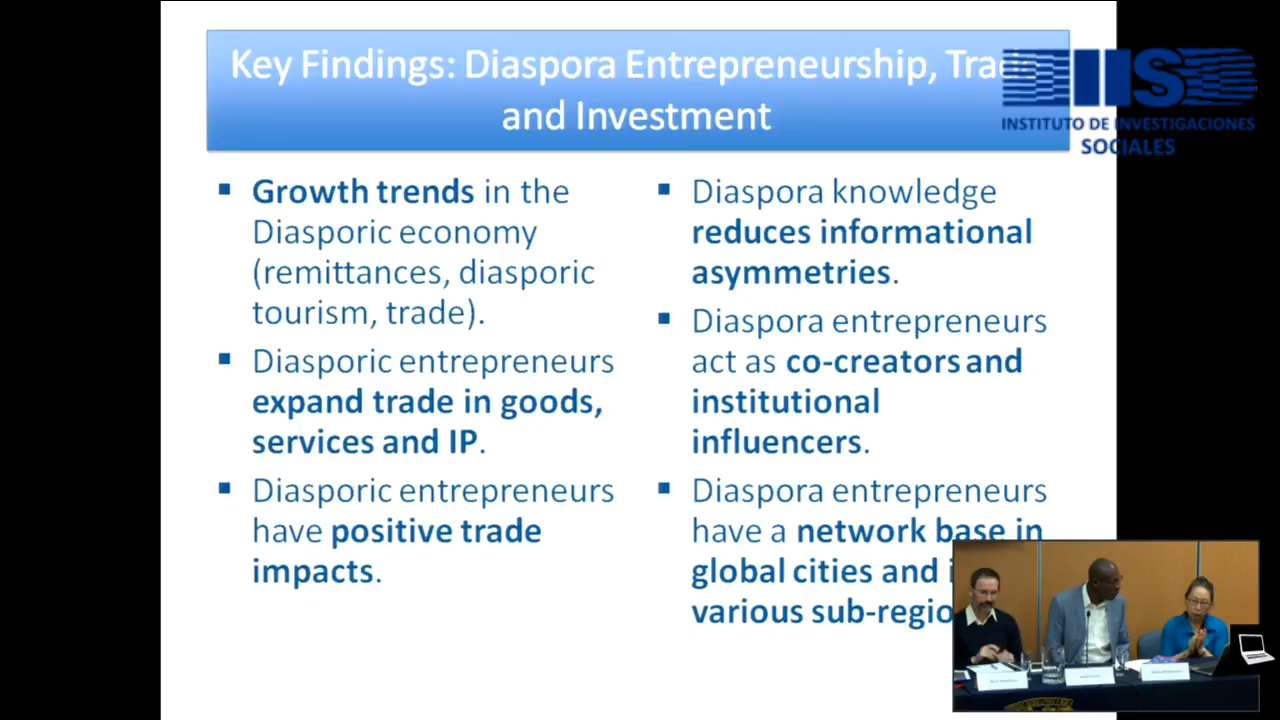 Key Findings: Diaspora Entrepreneurship, Trade
and Investment
IIS
INSTITUTO DE INVESTIGACIONES
SOCIALES
Growth trends in the
Diasporic economy
(remittances, diasporic
tourism, trade).
Diasporic entrepreneurs
expand trade in goods,
services and IP.
Diasporic entrepreneurs
have positive trade
impacts.
Diaspora knowledge
reduces informational
asymmetries.
Diaspora entrepreneurs
act as co-creators and
institutional
influencers.
Diaspora entrepreneurs
have a network base in
global cities and
various